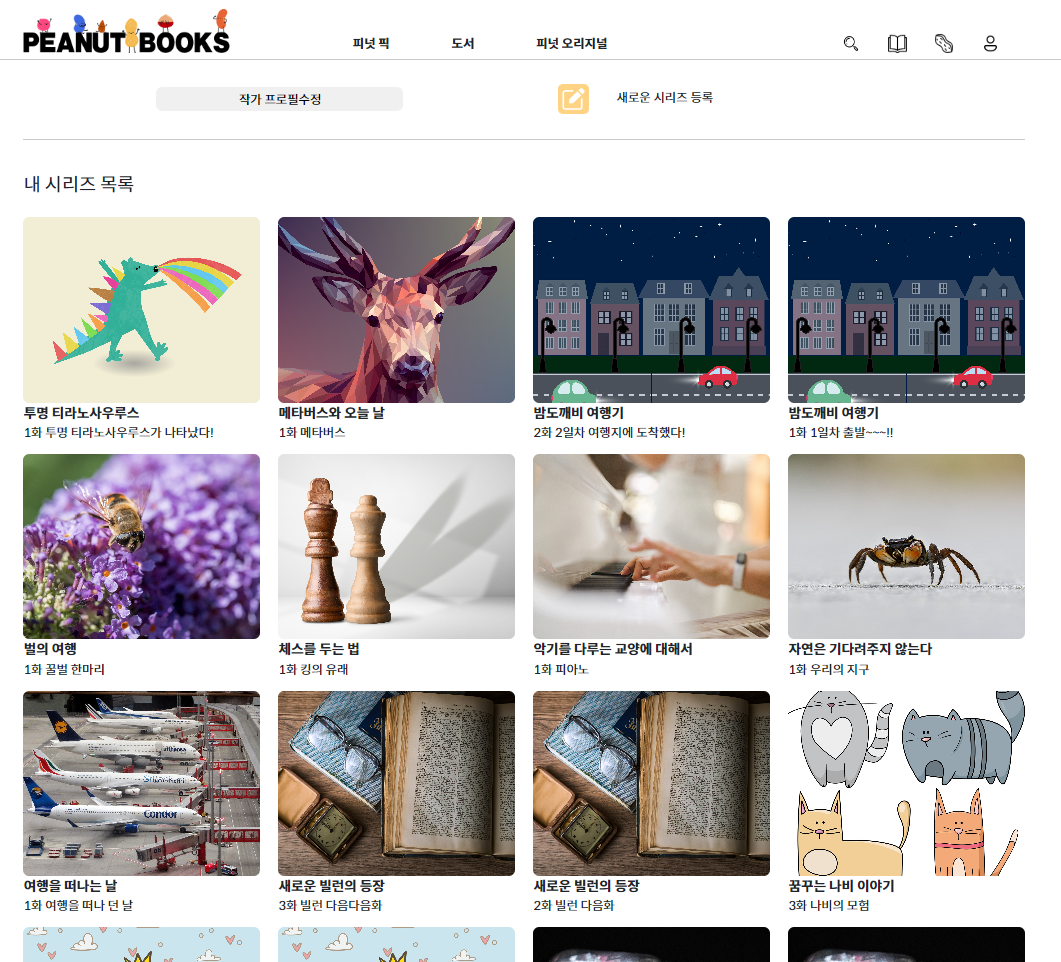 PEANUT BOOKS
피넛 픽
도서
피넛 오리지널
작가 프로필수정
새로운 시리즈 등록
내 시리즈 목록
투명 티라노사우루스
1화 투명 티라노사우루스가 나타났다!
메타버스와 오늘 날
1화 메타버스
밤도깨비 여행기
2화 2일차 여행지에 도착했다!
밤도깨비 여행기
1화 1일차 출발~~~!!
벌의 여행
1화 꿀벌 한마리
체스를 두는 법
1화 킹의 유래
악기를 다루는 교양에 대해서
1화 피아노
자연은 기다려주지 않는다
1화 우리의 지구
Lufthansa
Condor
여행을 떠나는 날
1화 여행을 떠나 던 날
새로운 빌런의 등장
3화 빌런 다음다음화
새로운 빌런의 등장
2화 빌런 다음화
꿈꾸는 나비 이야기
3화 나비의 모험